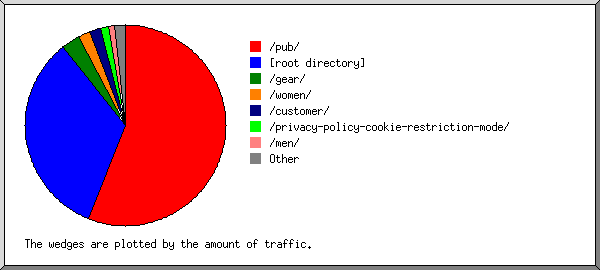 /pub/
[root directory]
/gear/
/women/
/customer/
/privacy-policy-cookie-restriction-mode/
/men/
Other
The wedges are plotted by the amount of traffic.